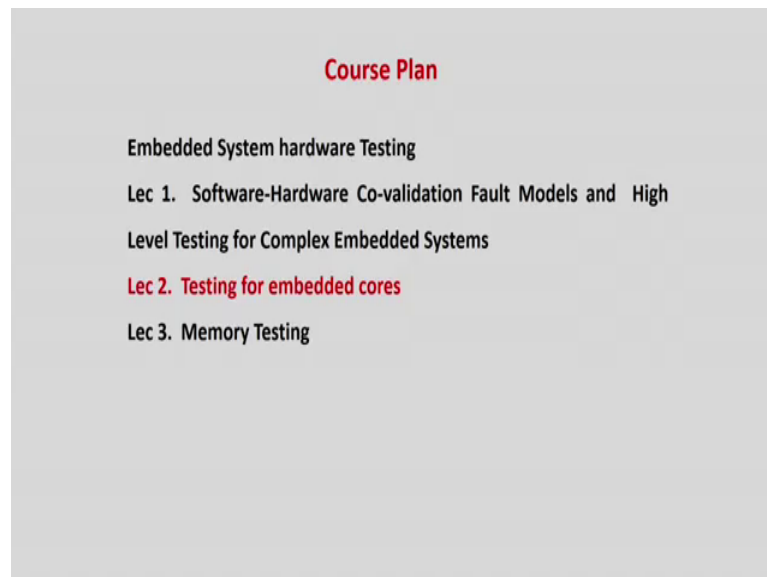 Course Plan
Embedded System hardware Testing
Lec 1. Software-Hardware Co-validation Fault Models and High
Level Testing for Complex Embedded Systems
Lec 2. Testing for embedded cores
Lec 3. Memory Testing